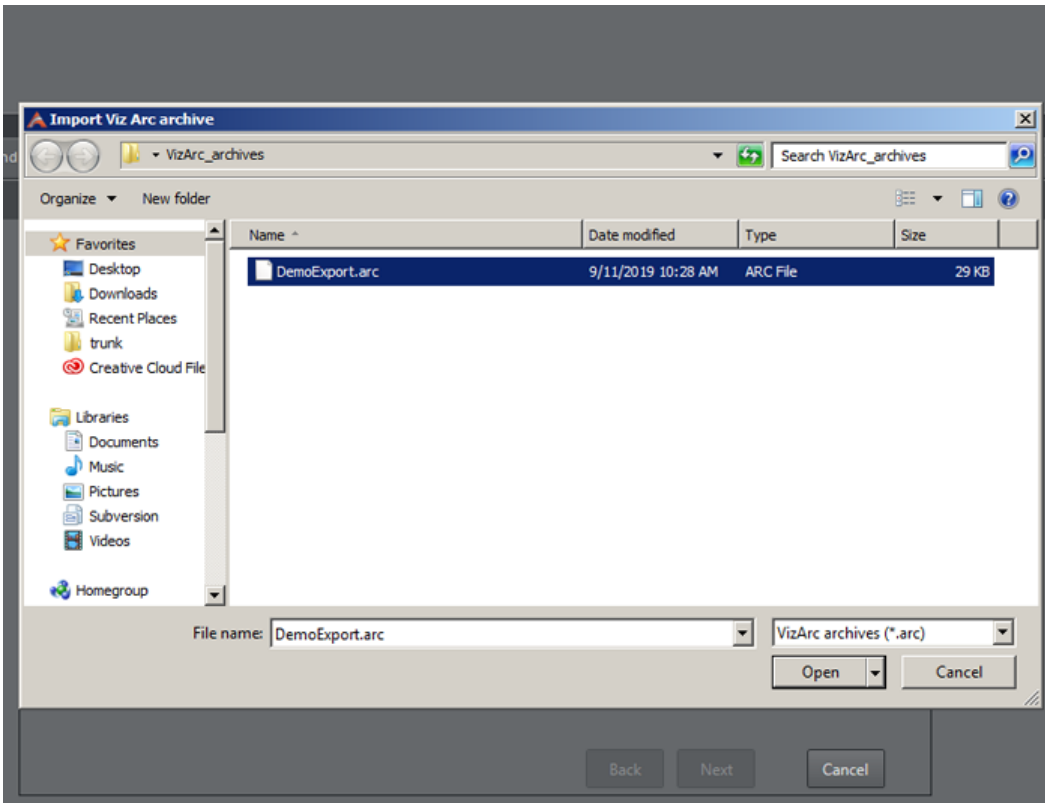 Import Viz Arc archive
nd
VizArc_archives
Search VizArc_archives
Organize
New folder
Name
Date modified
Type
Size
Favorites
DemoExport.arc
9/11/2019 10:28 AM
ARC File
29 KB
Desktop
Downloads
Recent Places
trunk
Creative Cloud File
Libraries
Documents
Music
Pictures
Subversion
Videos
Homegroup
File name:
DemoExport.arc
VizArc archives (*.arc)
Open
Cancel
Back
Next
Cancel